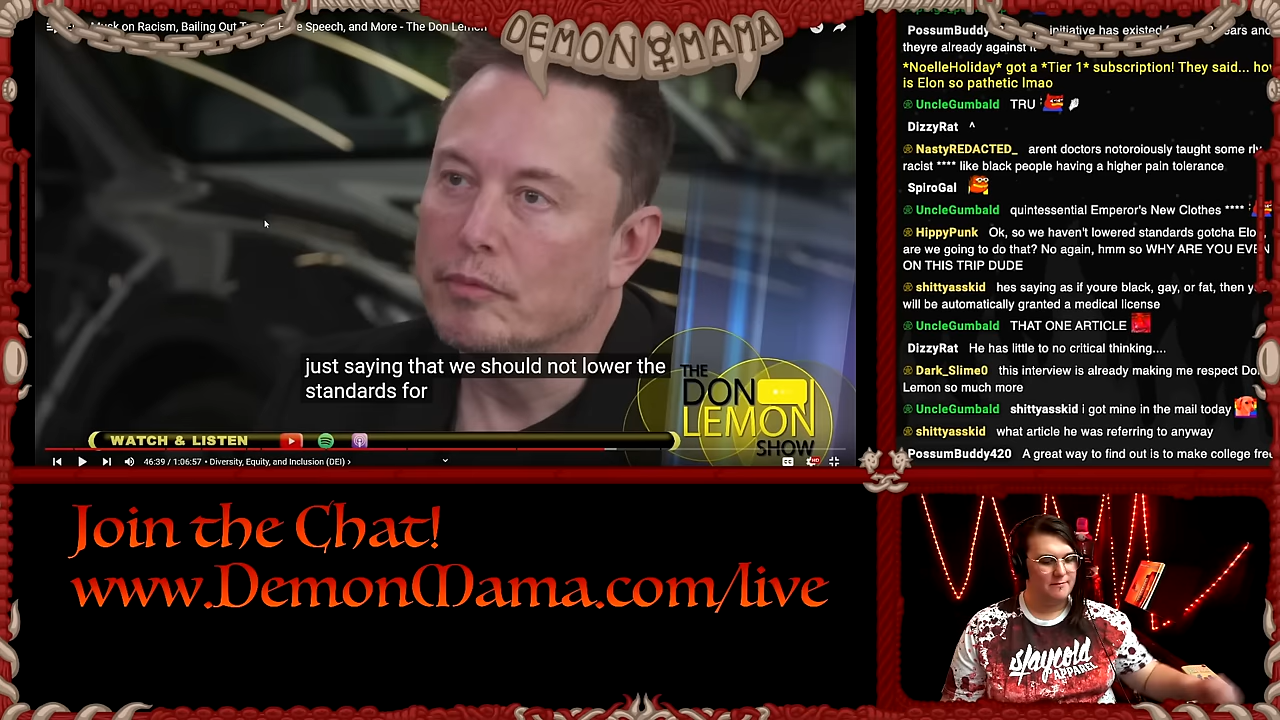 Musk on Racism, Bailing Out
e Speech, and More - The Don Lemon
DEMON MAMA
just saying that we should not lower the
standards for
THE
DON
LEMON
SHOW
WATCH & LISTEN
46:39 / 1:06:57 • Diversity, Equity, and Inclusion (DEI) ›
CC
HD
PossumBuddy
initiative has existed
ears and
theyre already against it
*NoelleHoliday* got a *Tier 1* subscription! They said... how
is Elon so pathetic lmao
UncleGumbald TRU
DizzyRat ^
NastyREDACTED_ arent doctors notoroiously taught some rly
racist **** like black people having a higher pain tolerance
SpiroGal
UncleGumbald quintessential Emperor's New Clothes ****
HippyPunk Ok, so we haven't lowered standards gotcha Elo
are we going to do that? No again, hmm so WHY ARE YOU EVEN
ON THIS TRIP DUDE
shittyasskid hes saying as if youre black, gay, or fat, then y
will be automatically granted a medical license
UncleGumbald THAT ONE ARTICLE
DizzyRat He has little to no critical thinking....
Dark_Slime0 this interview is already making me respect Do
Lemon so much more
UncleGumbald shittyasskid i got mine in the mail today
shittyasskid what article he was referring to anyway
PossumBuddy420 A great way to find out is to make college free
Join the Chat!
www.DemonMama.com/live
staycold
APPAREL